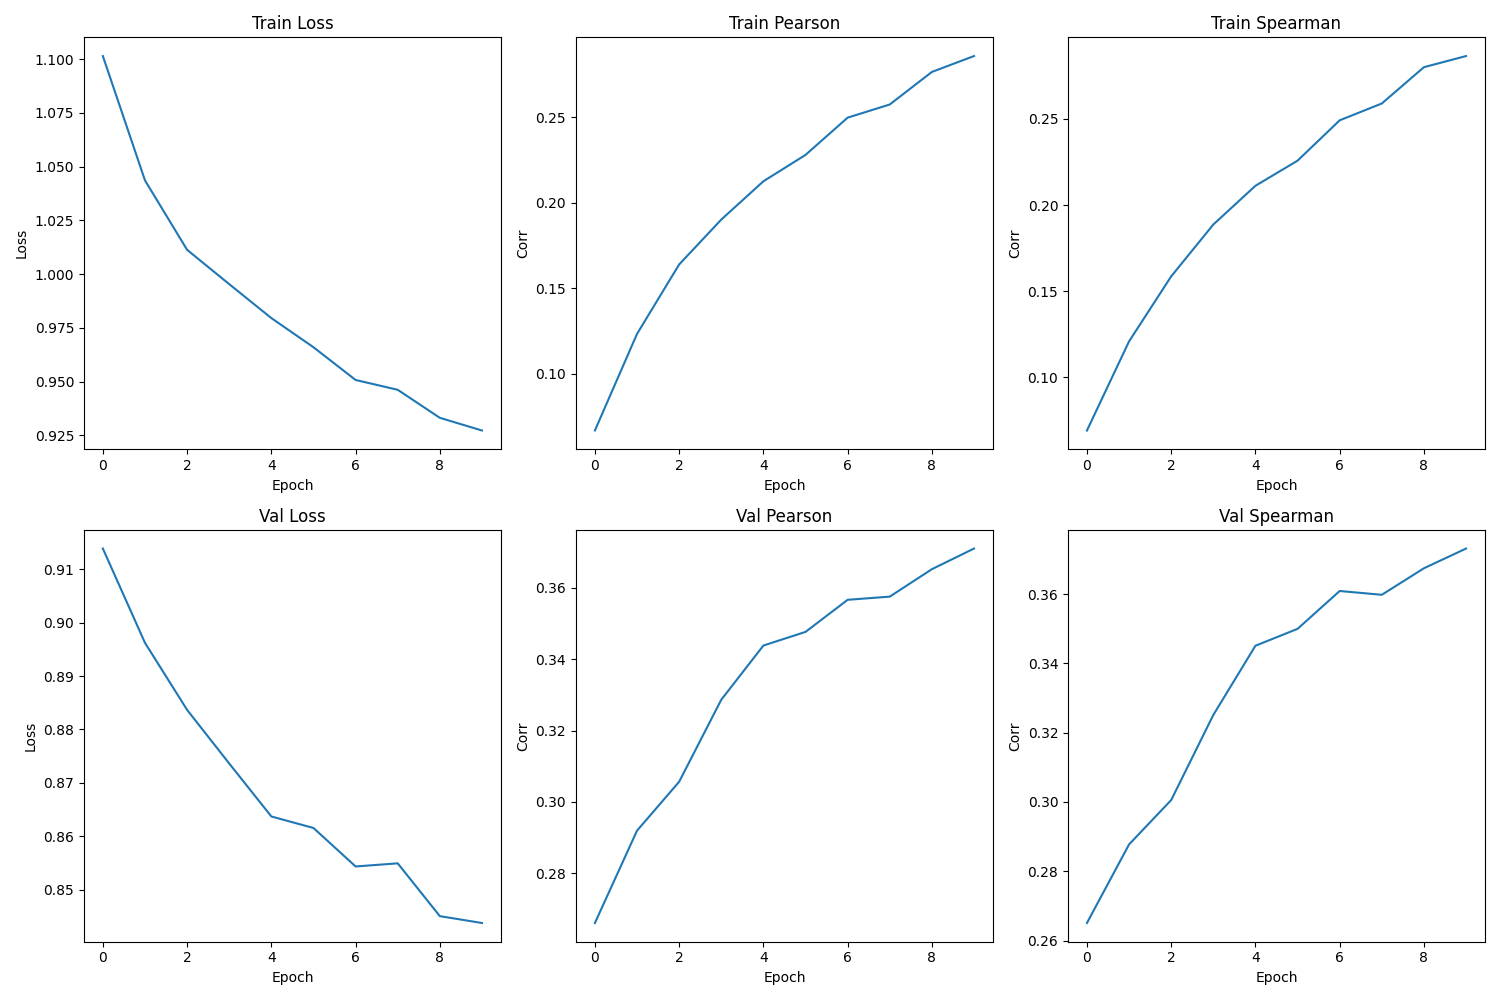 Train Loss
Train Pearson
Train Spearman
1.100
1.075
1.050
1.025
1.000
0.975
0.950
0.925
Loss
0 2 4 6 8
Epoch
0.25
0.20
0.15
0.10
Corr
0 2 4 6 8
Epoch
0.25
0.20
0.15
0.10
Corr
0 2 4 6 8
Epoch
Val Loss
Val Pearson
Val Spearman
0.91
0.90
0.89
0.88
0.87
0.86
0.85
Loss
0 2 4 6 8
Epoch
0.36
0.34
0.32
0.30
0.28
Corr
0 2 4 6 8
Epoch
0.36
0.34
0.32
0.30
0.28
0.26
Corr
0 2 4 6 8
Epoch